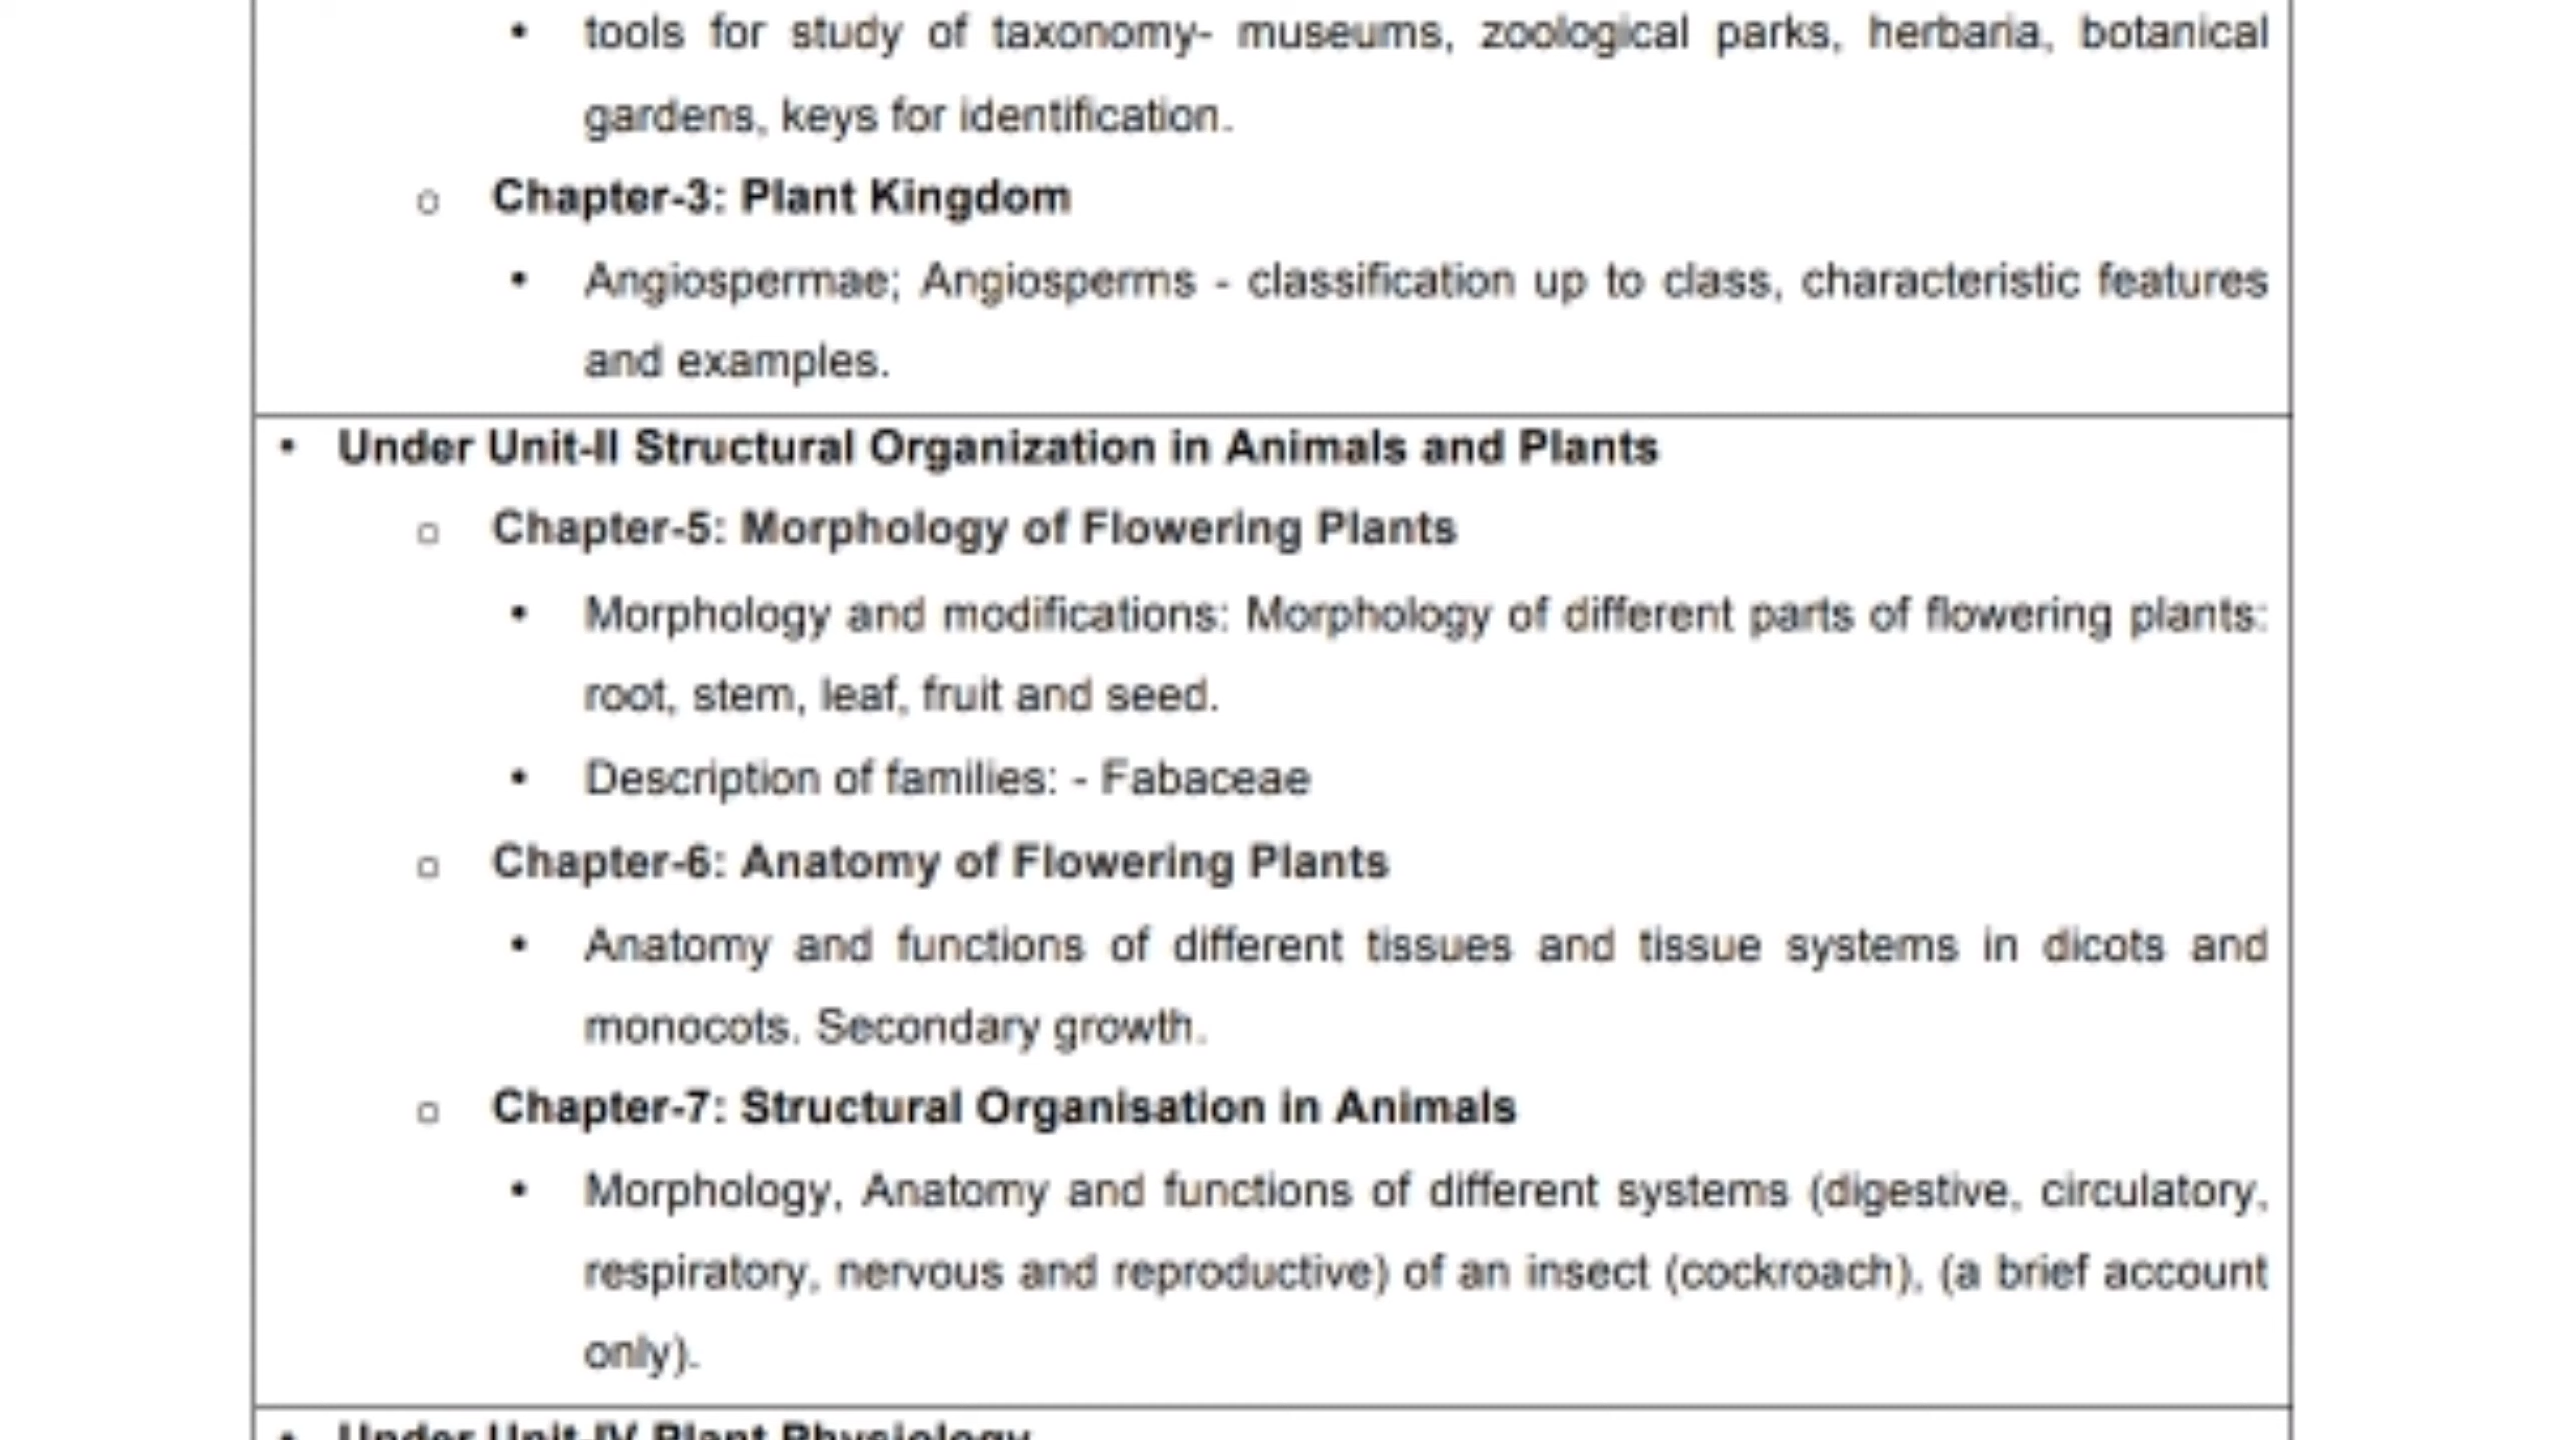 • tools for study of taxonomy- museums, zoological parks, herbaria, botanical
gardens, keys for identification.
o Chapter-3: Plant Kingdom
• Angiospermae; Angiosperms - classification up to class, characteristic features
and examples.
• Under Unit-II Structural Organization in Animals and Plants
o Chapter-5: Morphology of Flowering Plants
• Morphology and modifications: Morphology of different parts of flowering plants:
root, stem, leaf, fruit and seed.
• Description of families: - Fabaceae
o Chapter-6: Anatomy of Flowering Plants
• Anatomy and functions of different tissues and tissue systems in dicots and
monocots. Secondary growth.
o Chapter-7: Structural Organisation in Animals
• Morphology, Anatomy and functions of different systems (digestive, circulatory,
respiratory, nervous and reproductive) of an insect (cockroach), (a brief account
only).
• Under Unit-IV Plant Physiology